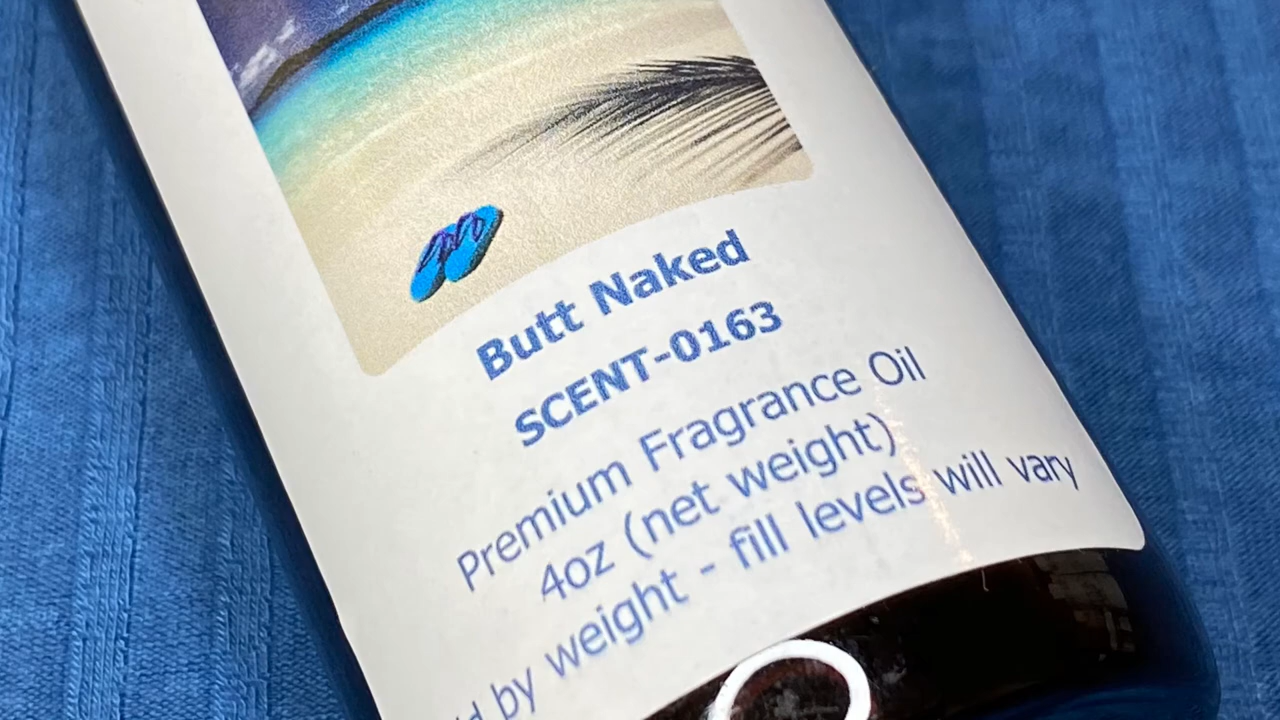 Butt Naked
SCENT-0163
Premium Fragrance Oil
4oz (net weight)
by weight - fill levels will vary